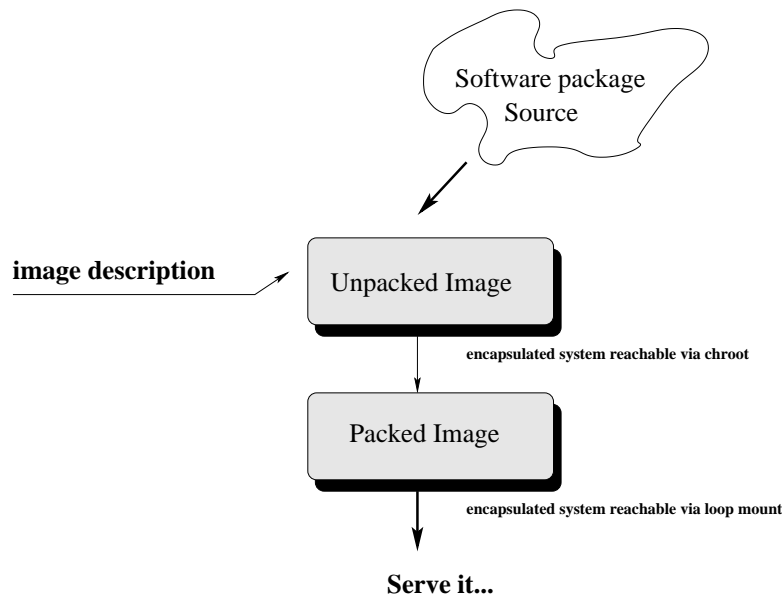 Software package
Source
image description
Unpacked Image
encapsulated system reachable via chroot
Packed Image
encapsulated system reachable via loop mount
Serve it...